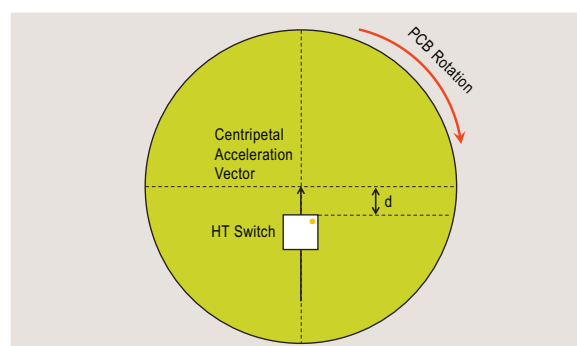 PCB Rotation
Centripetal
Acceleration
Vector
d
HT Switch